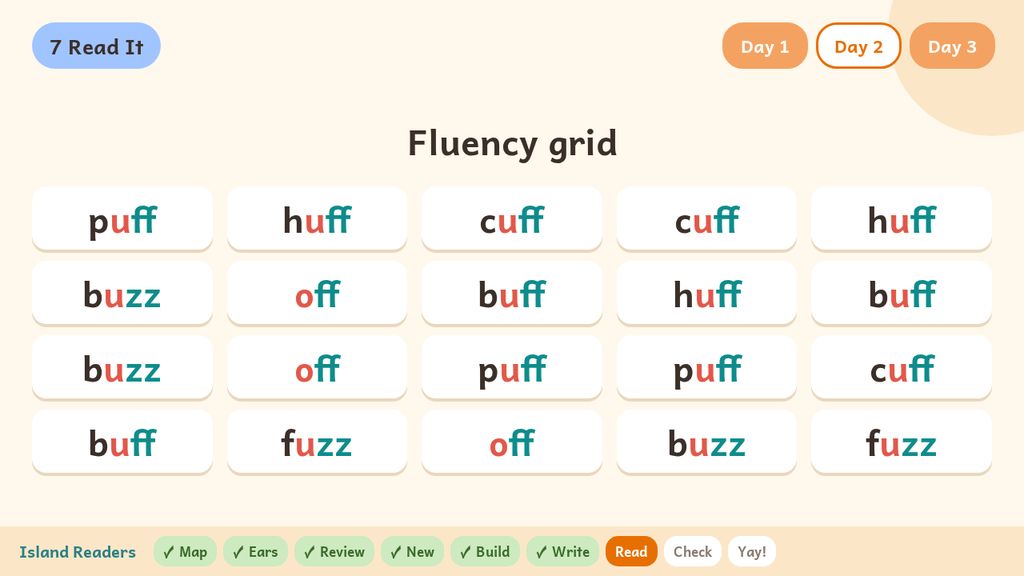 7 Read It
Day 1 Day 2 Day 3
Fluency grid
puff huff cuff cuff huff
buzz off buff huff buff
buzz off puff puff cuff
buff fuzz off buzz fuzz
Island Readers ✓ Map ✓ Ears ✓ Review ✓ New ✓ Build ✓ Write Read Check Yay!